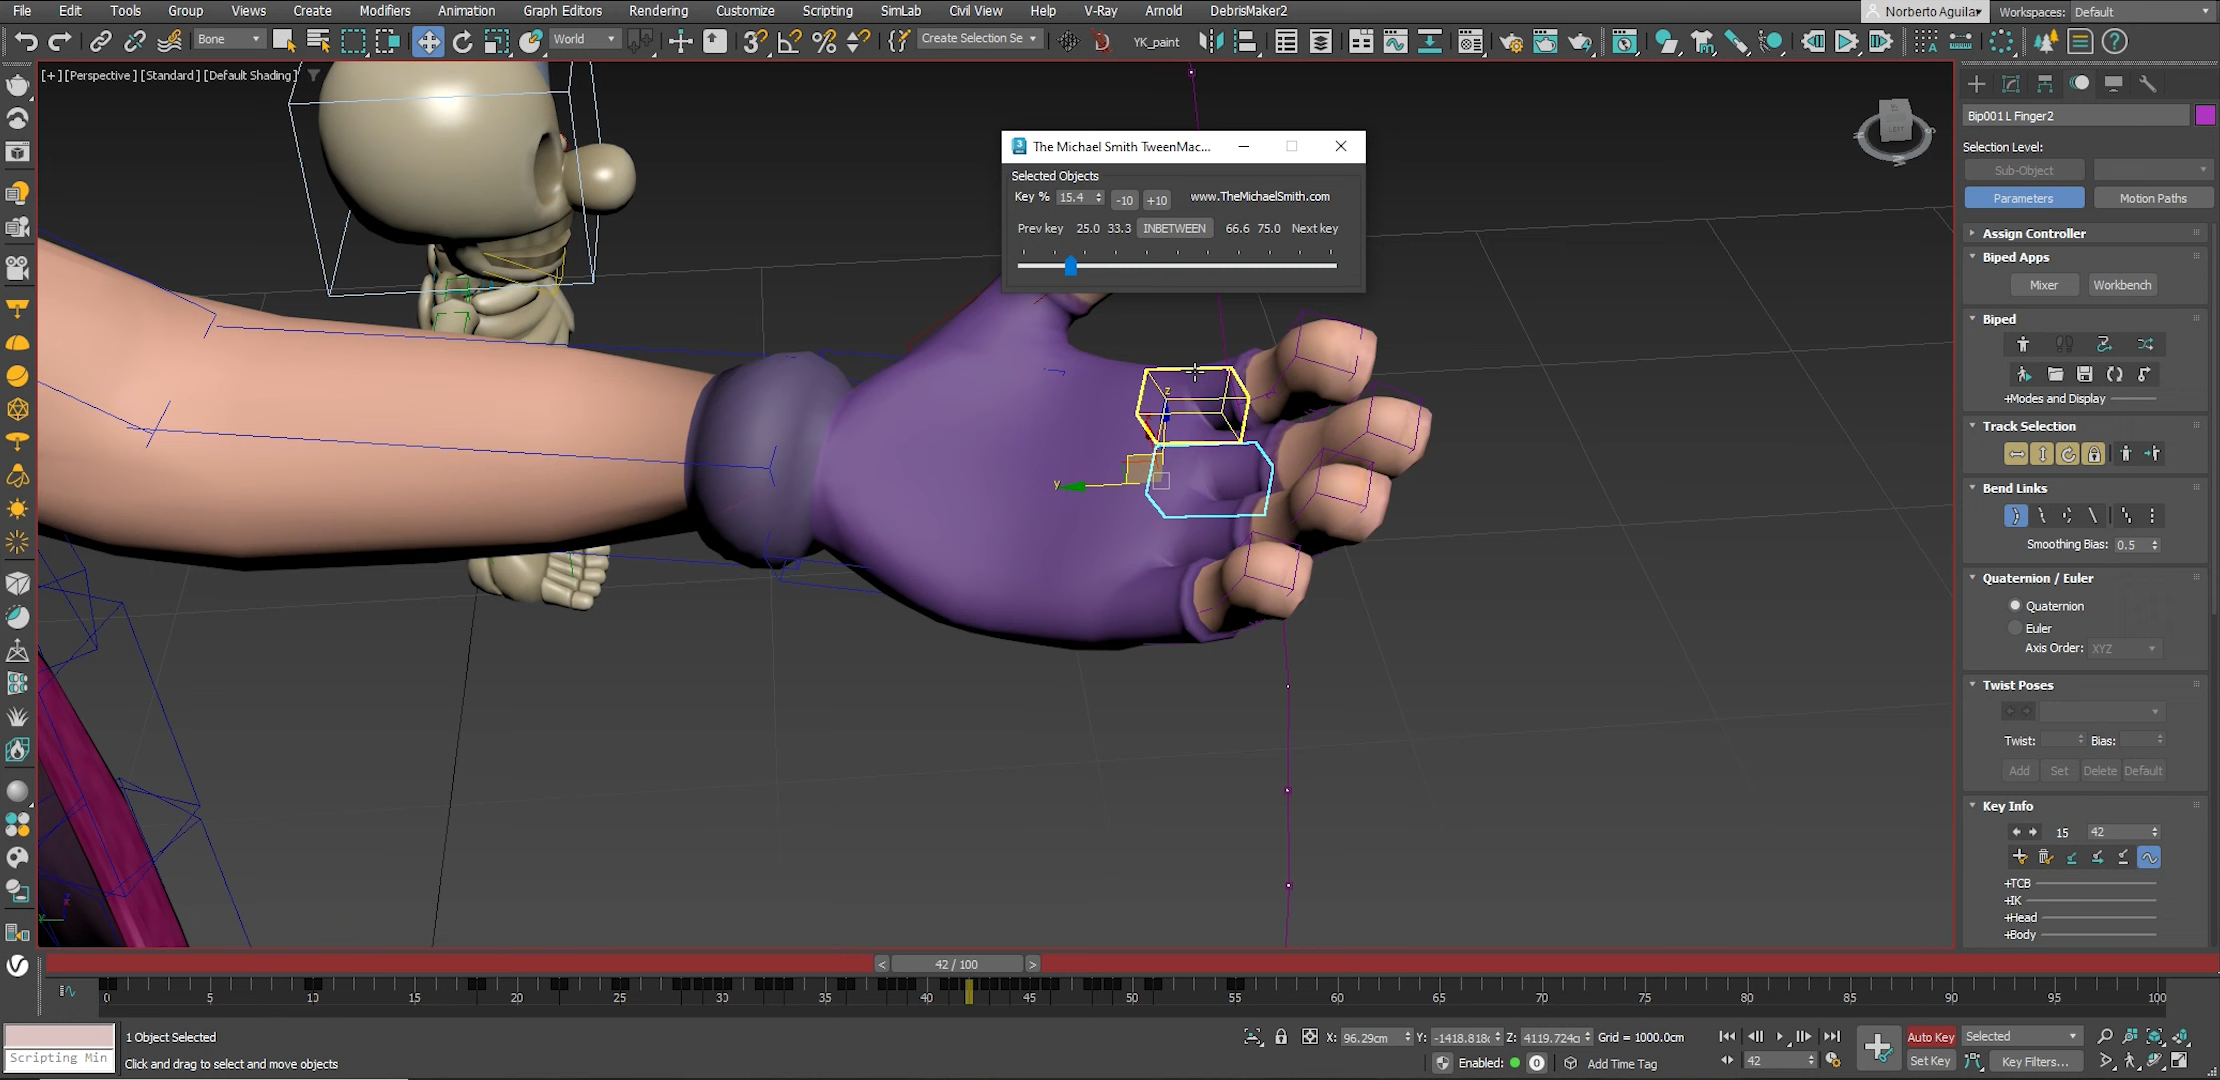 File Edit Tools Group Views Create Modifiers Animation Graph Editors Rendering Customize Scripting SimLab Civil View Help V-Ray Arnold DebrisMaker2 Norberto Aguilar Workspaces: Default
Bone World Create Selection Se YK_paint
[+] [Perspective] [Standard] [Default Shading]
Bip001 L Finger2
The Michael Smith TweenMac...
Selected Objects
Key % 15.4 -10 +10 www.TheMichaelSmith.com
Prev key 25.0 33.3 INBETWEEN 66.6 75.0 Next key
z
y
Selection Level:
Sub-Object
Parameters Motion Paths
Assign Controller
Biped Apps
Mixer Workbench
Biped
+Modes and Display
Track Selection
Bend Links
Smoothing Bias: 0.5
Quaternion / Euler
Quaternion
Euler
Axis Order: XYZ
Twist Poses
Twist: Bias:
Add Set Delete Default
Key Info
15 42
+TCB
+IK
+Head
+Body
< 42 / 100 >
0 5 10 15 20 25 30 35 40 45 50 55 60 65 70 75 80 85 90 95 100
1 Object Selected X: 96.29cm Y: -1418.818c Z: 4119.724c Grid = 1000.0cm Auto Key Selected
Scripting Min Click and drag to select and move objects Enabled: 0 Add Time Tag 42 Set Key Key Filters...